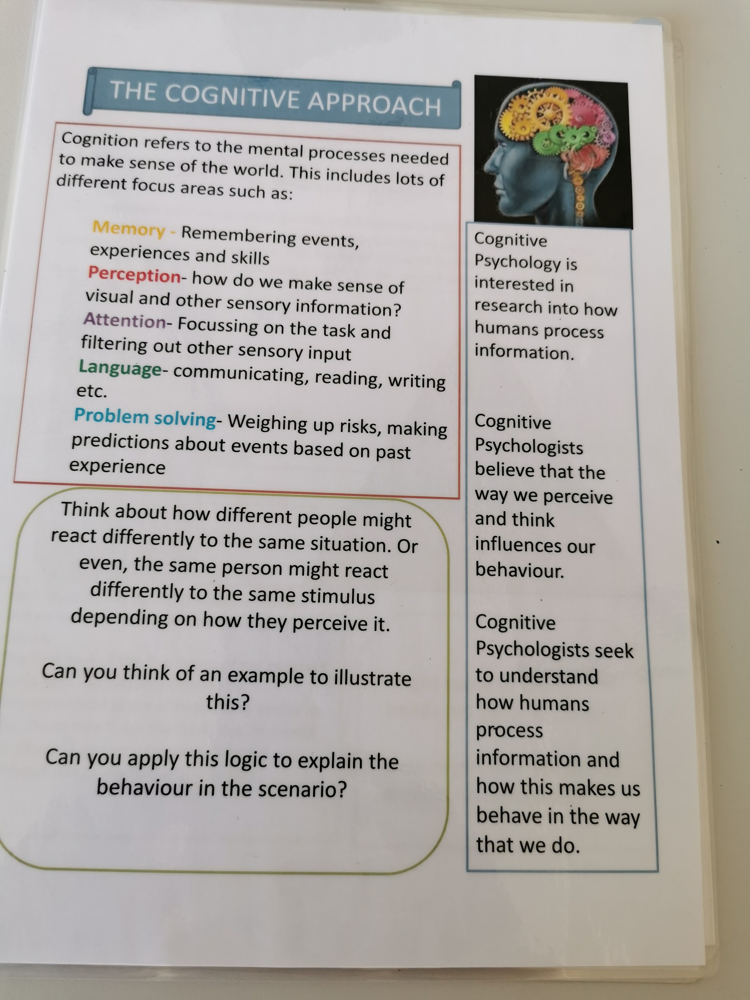 THE COGNITIVE APPROACH
Cognition refers to the mental processes needed
to make sense of the world. This includes lots of
different focus areas such as:
Memory - Remembering events,
experiences and skills
Perception- how do we make sense of
visual and other sensory information?
Attention- Focussing on the task and
filtering out other sensory input
Language- communicating, reading, writing
etc.
Problem solving- Weighing up risks, making
predictions about events based on past
experience
Think about how different people might
react differently to the same situation. Or
even, the same person might react
differently to the same stimulus
depending on how they perceive it.
Can you think of an example to illustrate
this?
Can you apply this logic to explain the
behaviour in the scenario?
Cognitive
Psychology is
interested in
research into how
humans process
information.
Cognitive
Psychologists
believe that the
way we perceive
and think
influences our
behaviour.
Cognitive
Psychologists seek
to understand
how humans
process
information and
how this makes us
behave in the way
that we do.